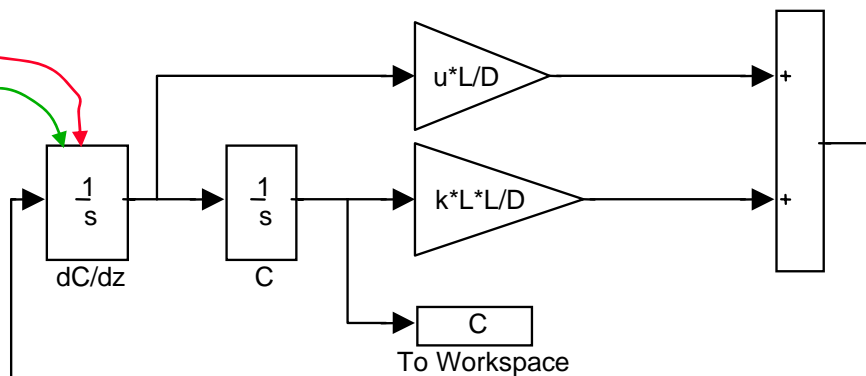 u*L/D
+
1
s
1
s
k*L*L/D
+
dC/dz
C
C
To Workspace